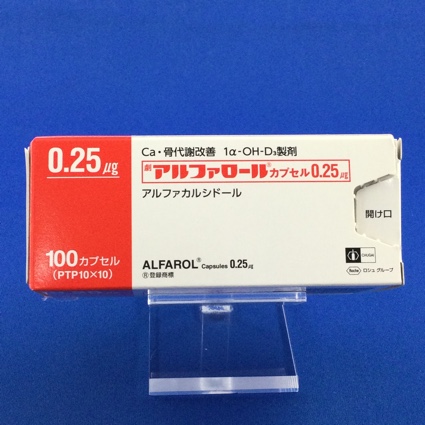 0.25μg
100カプセル
(PTP10×10)
Ca・骨代謝改善 1α-OH-D₃製剤
劇 アルファロール®カプセル0.25μg
アルファカルシドール
ALFAROL® Capsules 0.25μg
®登録商標
開け口
CHUGAI
Roche ロシュ グループ